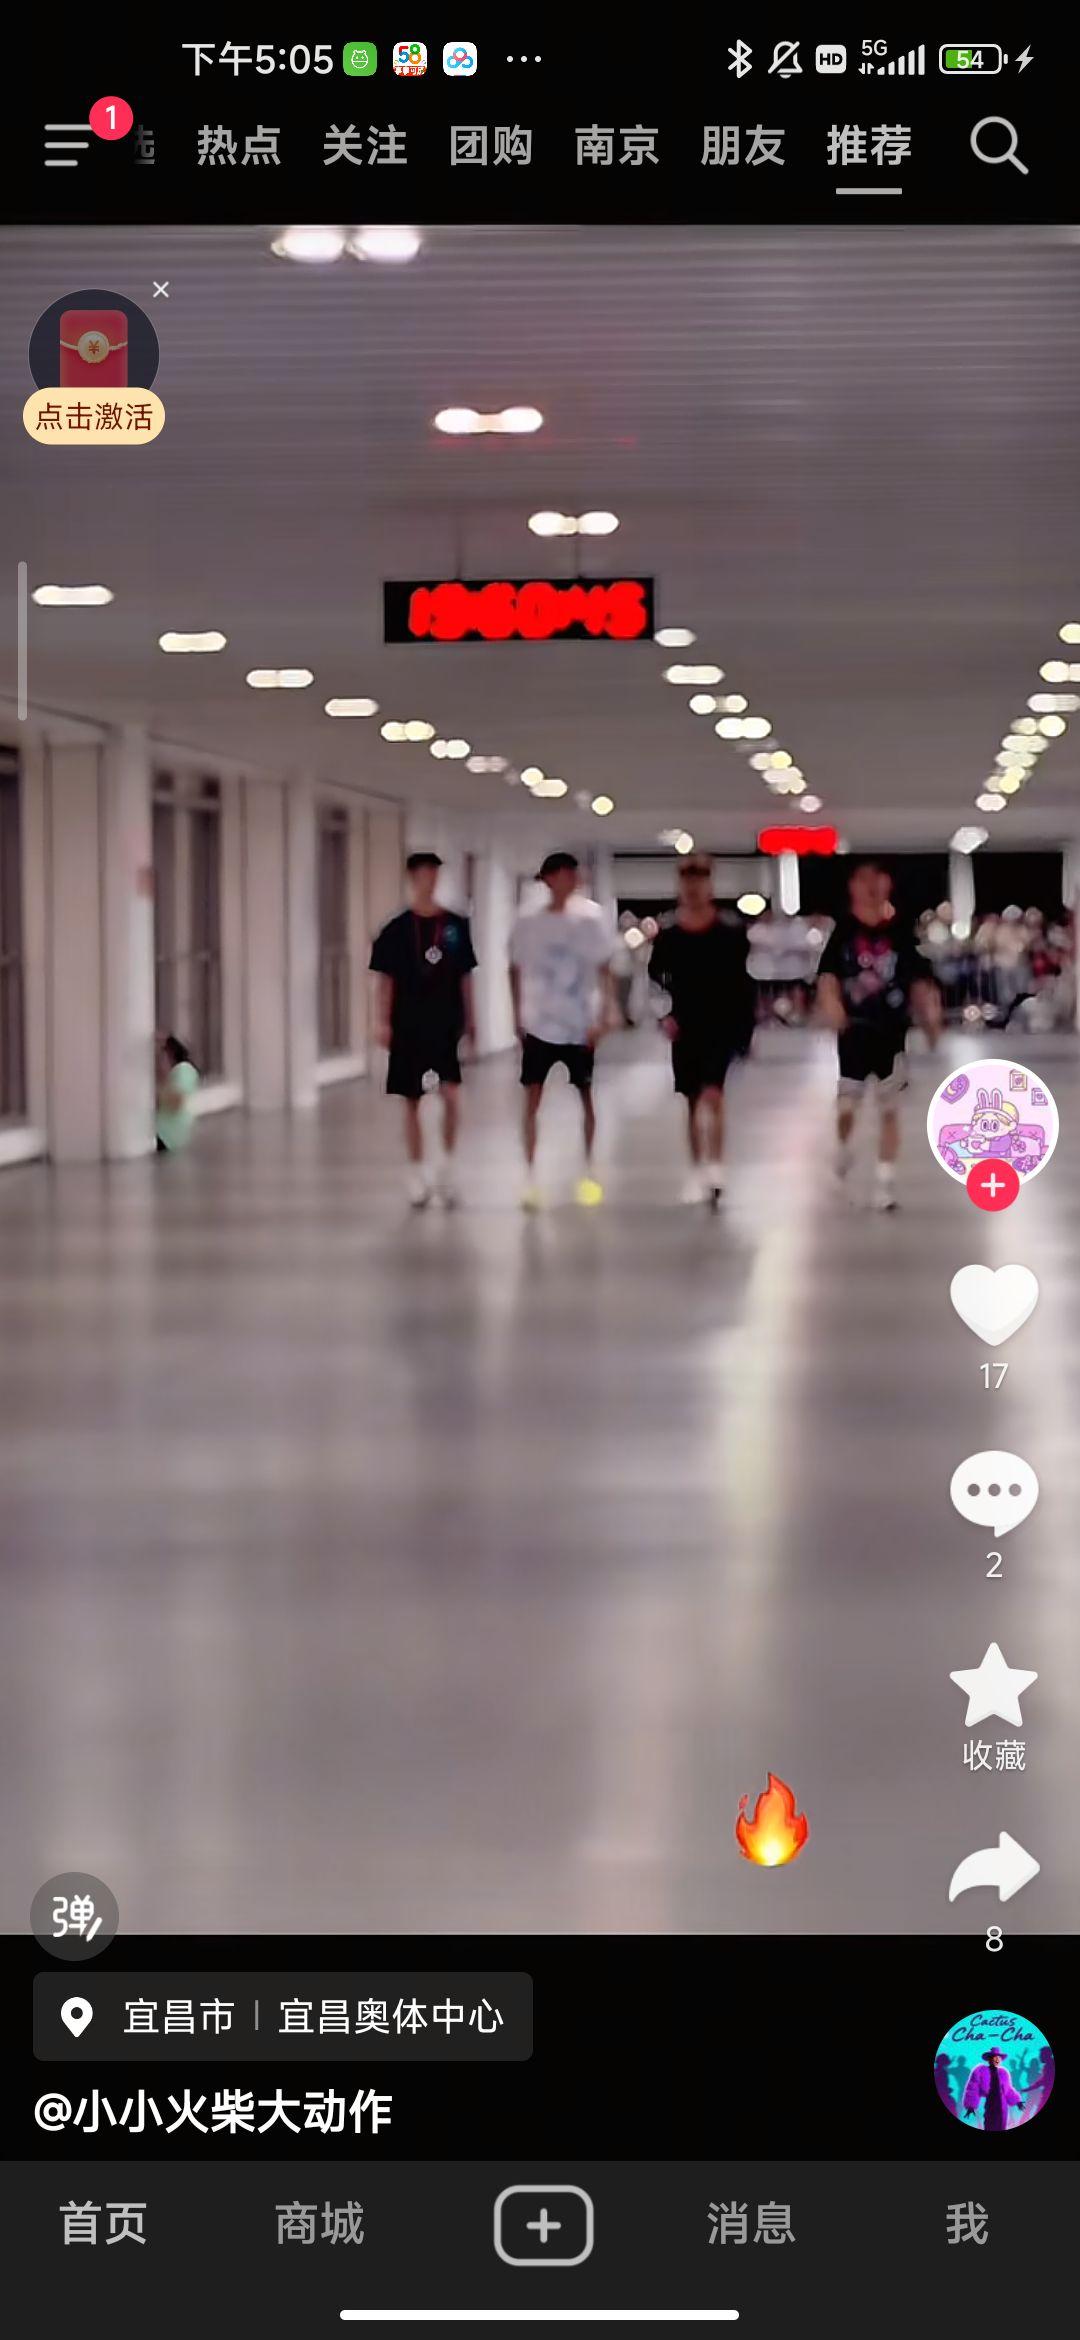 下午5:05
58
HD
5G
54
1
热点
关注
团购
南京
朋友
推荐
点击激活
17
2
收藏
8
弹
宜昌市 | 宜昌奥体中心
Cactus
Cha-Cha
@小小火柴大动作
首页
商城
消息
我